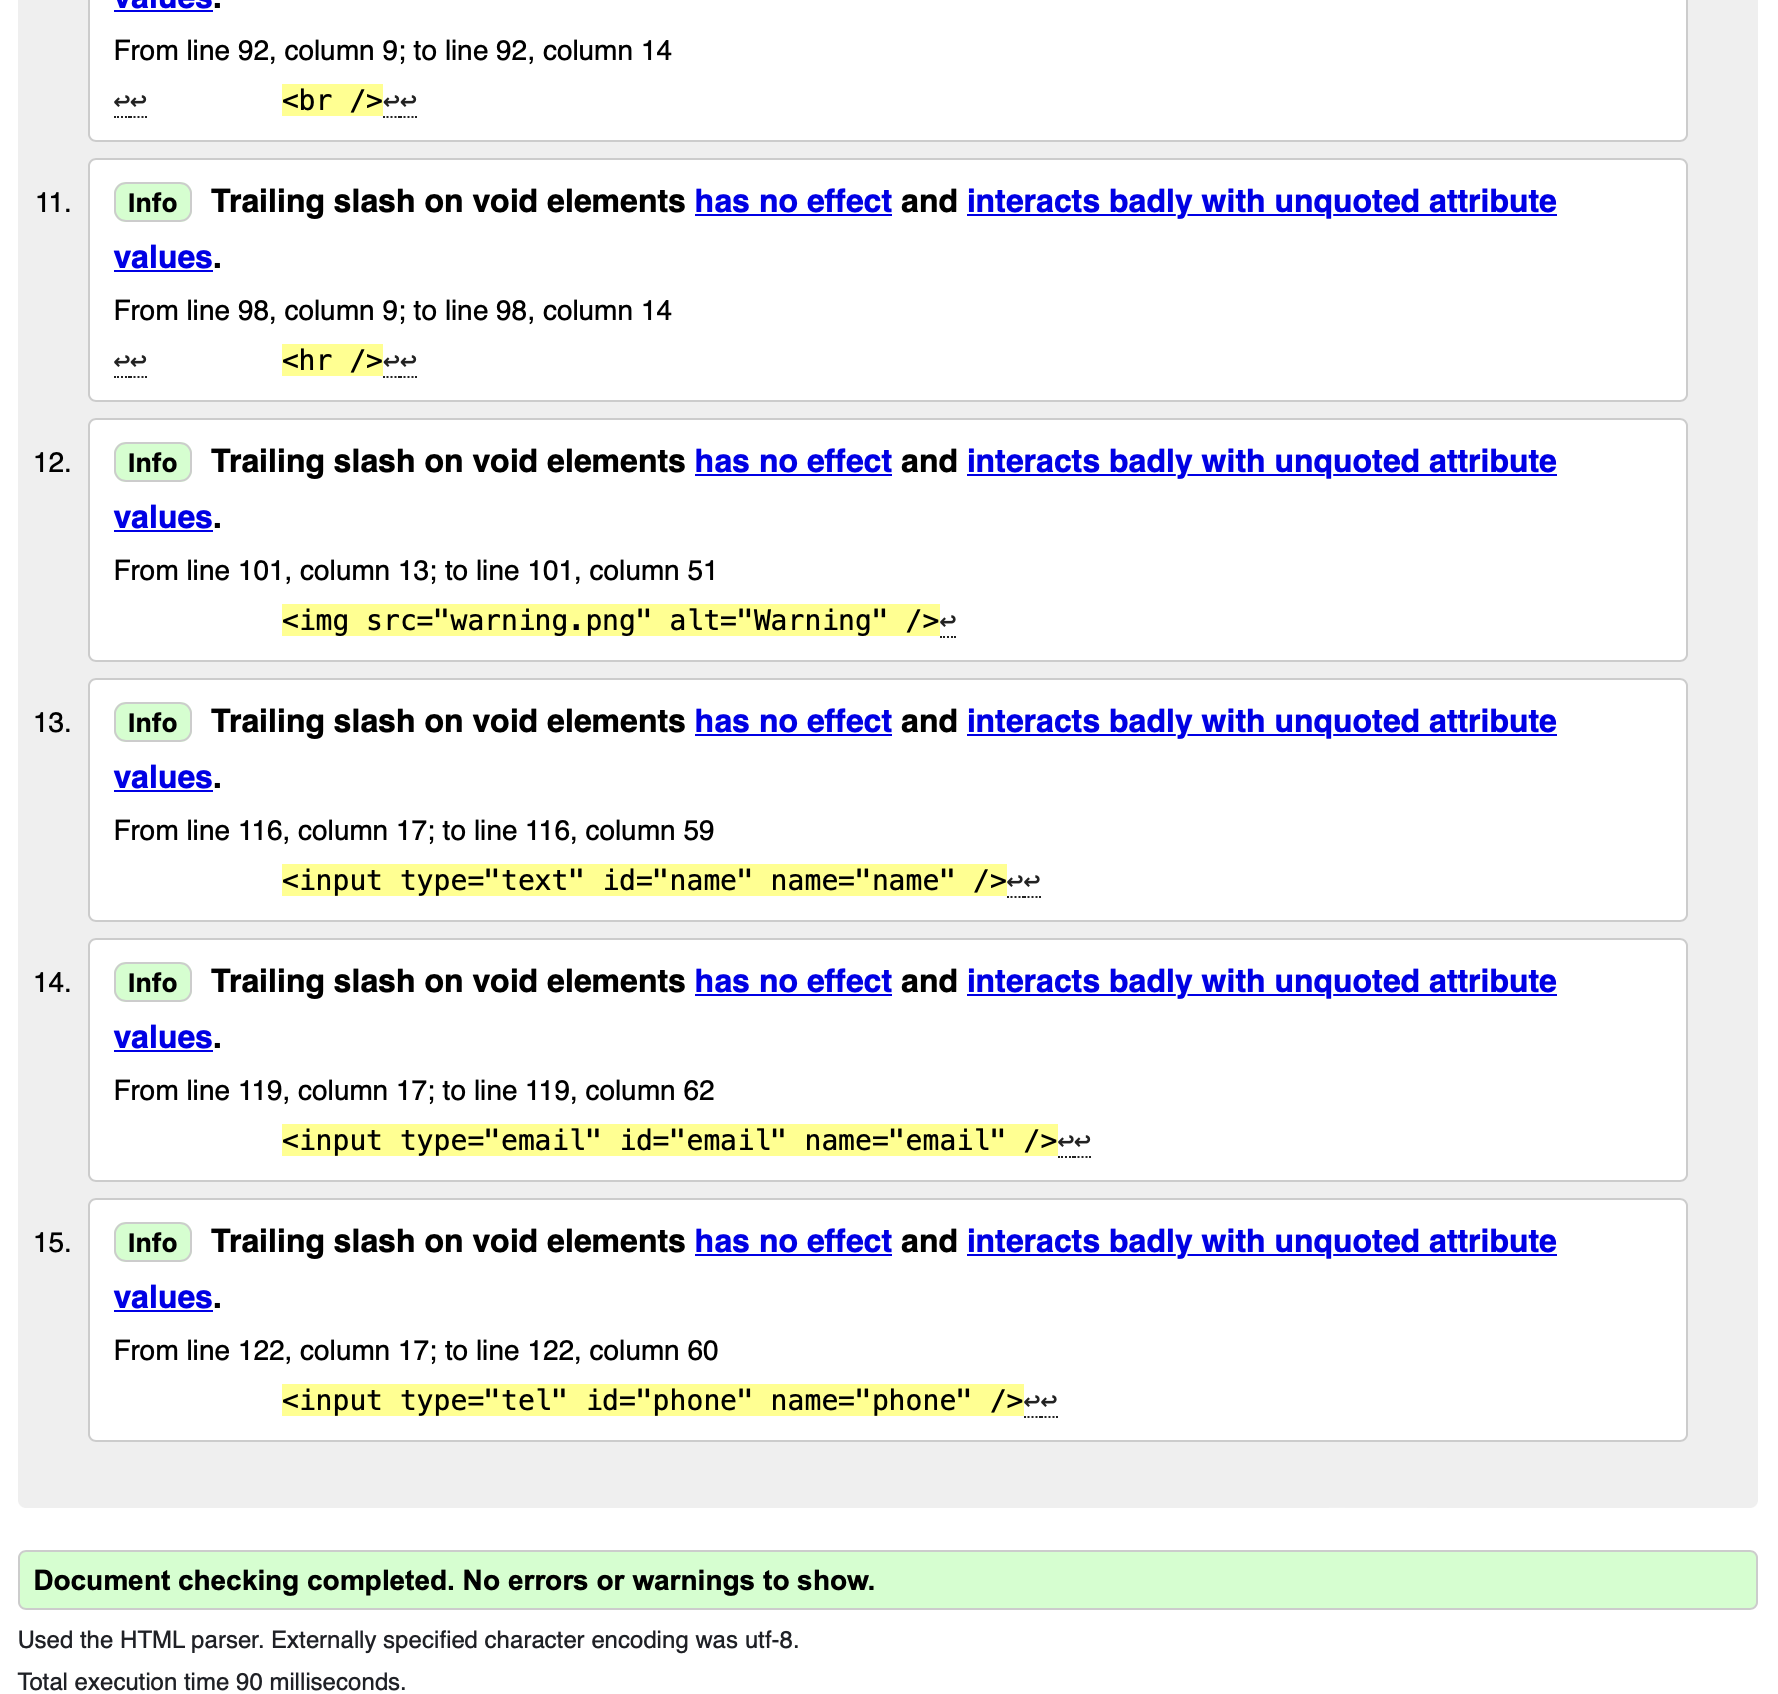 values.
From line 92, column 9; to line 92, column 14
↩↩ <br />↩↩
11. Info Trailing slash on void elements has no effect and interacts badly with unquoted attribute
values.
From line 98, column 9; to line 98, column 14
↩↩ <hr />↩↩
12. Info Trailing slash on void elements has no effect and interacts badly with unquoted attribute
values.
From line 101, column 13; to line 101, column 51
<img src="warning.png" alt="Warning" />↩
13. Info Trailing slash on void elements has no effect and interacts badly with unquoted attribute
values.
From line 116, column 17; to line 116, column 59
<input type="text" id="name" name="name" />↩↩
14. Info Trailing slash on void elements has no effect and interacts badly with unquoted attribute
values.
From line 119, column 17; to line 119, column 62
<input type="email" id="email" name="email" />↩↩
15. Info Trailing slash on void elements has no effect and interacts badly with unquoted attribute
values.
From line 122, column 17; to line 122, column 60
<input type="tel" id="phone" name="phone" />↩↩
Document checking completed. No errors or warnings to show.
Used the HTML parser. Externally specified character encoding was utf-8.
Total execution time 90 milliseconds.